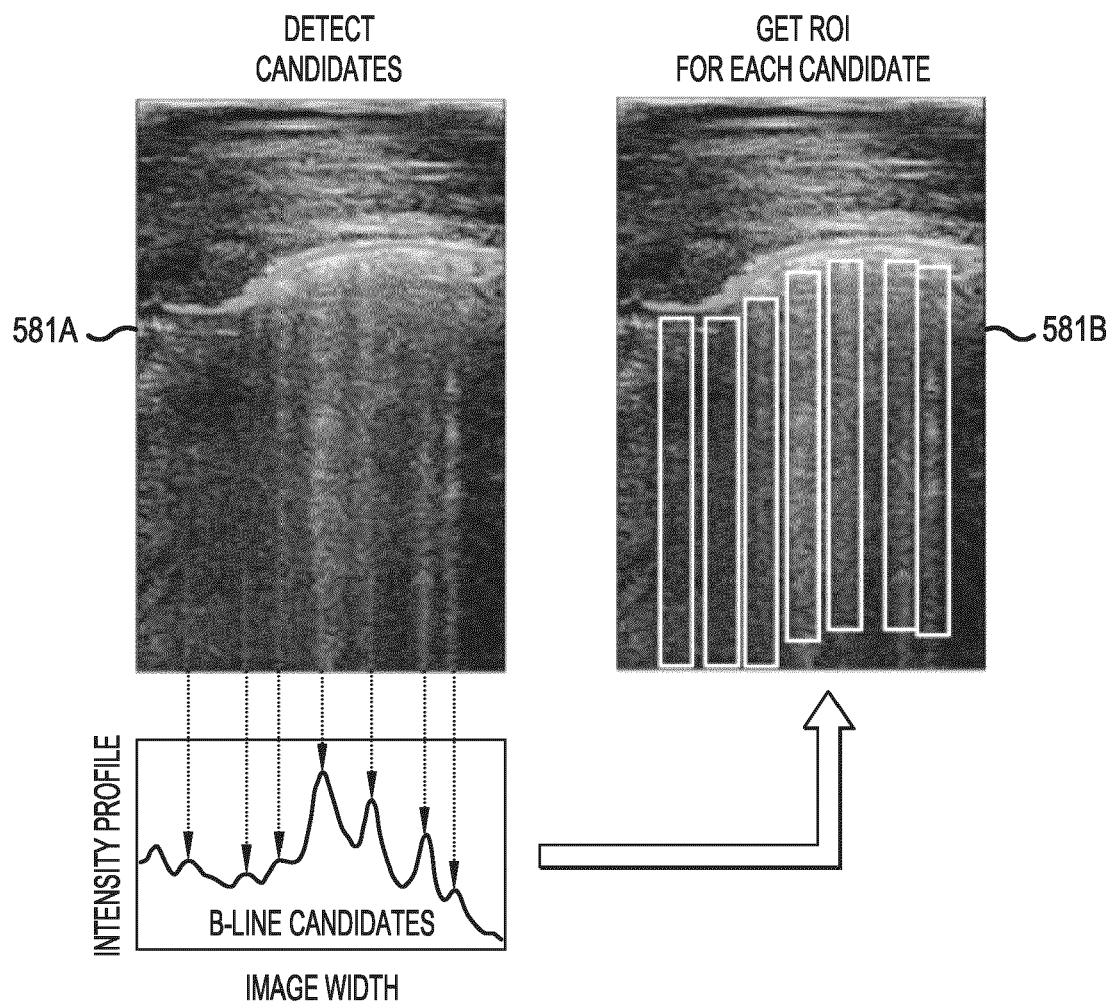 DETECT
CANDIDATES
GET ROI
FOR EACH CANDIDATE
581A
581B
INTENSITY PROFILE
B-LINE CANDIDATES
IMAGE WIDTH